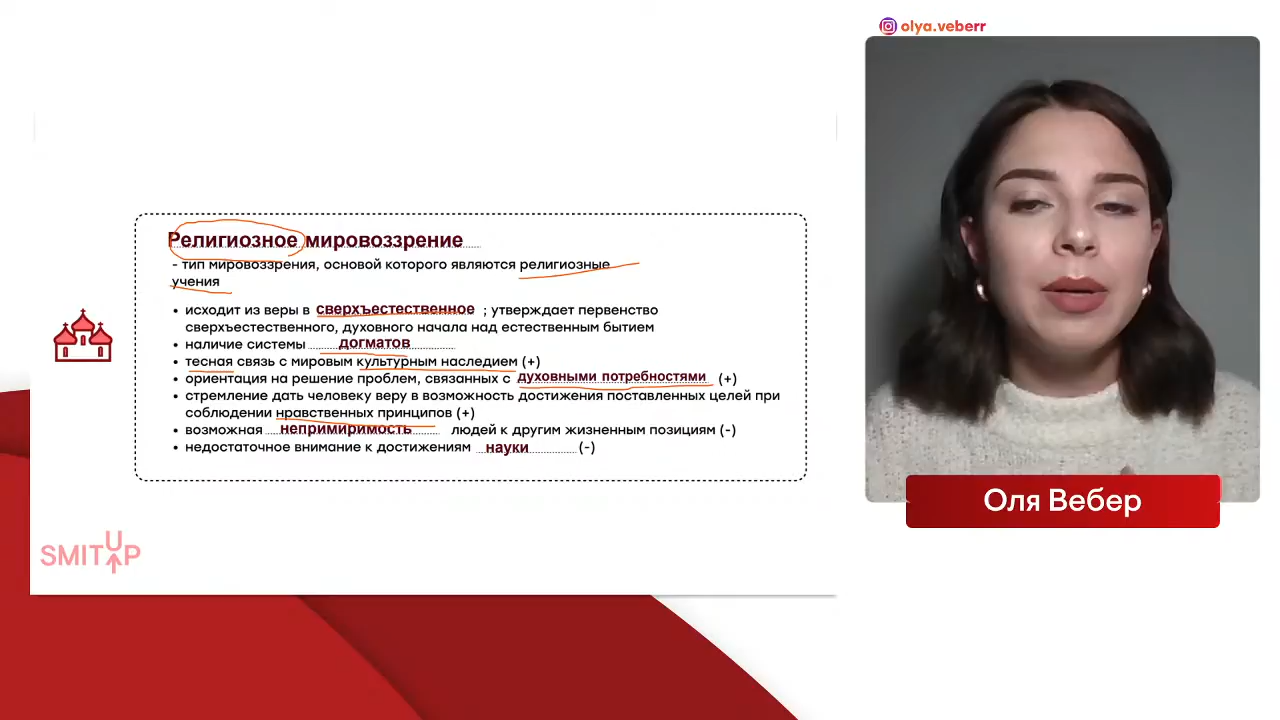 olya.veberr
Религиозное мировоззрение
- тип мировоззрения, основой которого являются религиозные
учения
• исходит из веры в сверхъестественное ; утверждает первенство
сверхъестественного, духовного начала над естественным бытием
• наличие системы догматов
• тесная связь с мировым культурным наследием (+)
• ориентация на решение проблем, связанных с духовными потребностями (+)
• стремление дать человеку веру в возможность достижения поставленных целей при
соблюдении нравственных принципов (+)
• возможная непримиримость людей к другим жизненным позициям (-)
• недостаточное внимание к достижениям науки (-)
Оля Вебер
SMITUP